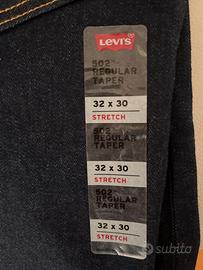 LEVI'S
502
REGULAR
TAPER
32 x 30
STRETCH
502
REGULAR
TAPER
32 x 30
STRETCH
502
REGULAR
TAPER
32 x 30
STRETCH
subito